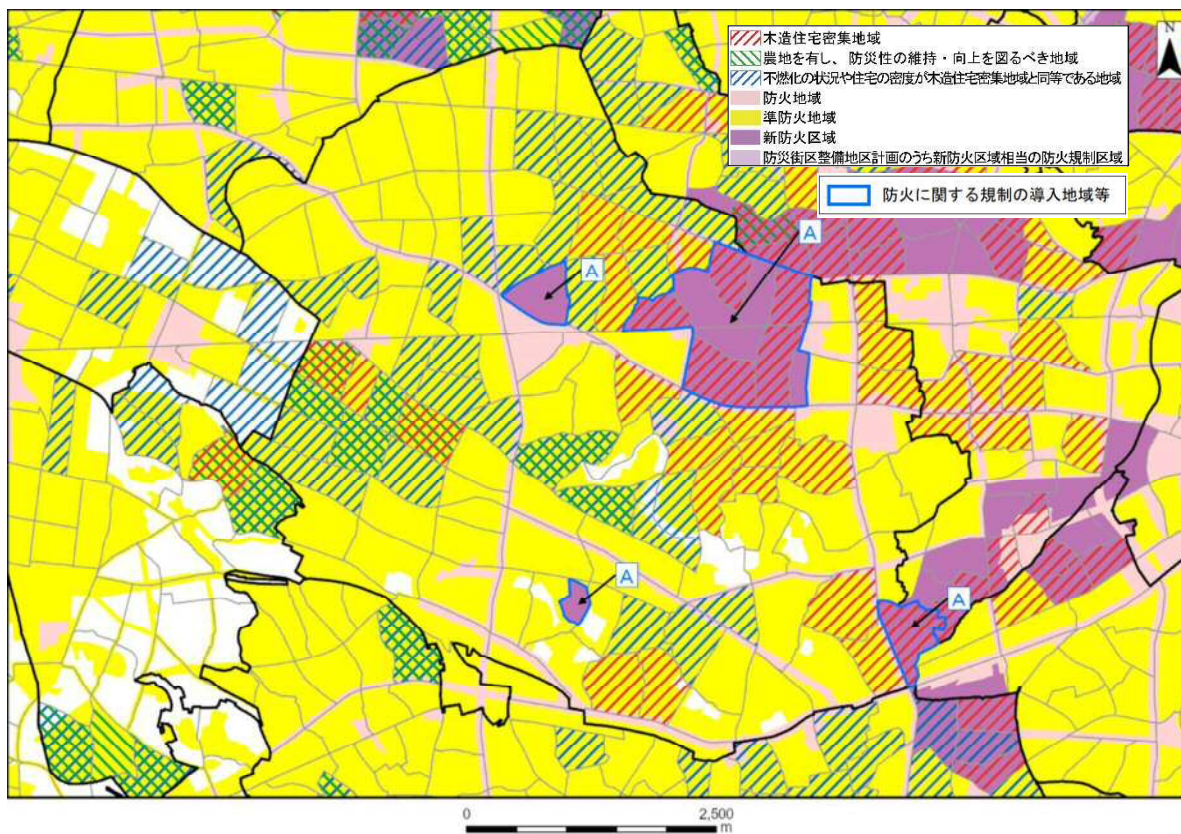 木造住宅密集地域
農地を有し、防災性の維持・向上を図るべき地域
不燃化の状況や住宅の密度が木造住宅密集地域と同等である地域
防火地域
準防火地域
新防火区域
防災街区整備地区計画のうち新防火区域相当の防火規制区域
N
防火に関する規制の導入地域等
A
A
A
A
0
2,500
m